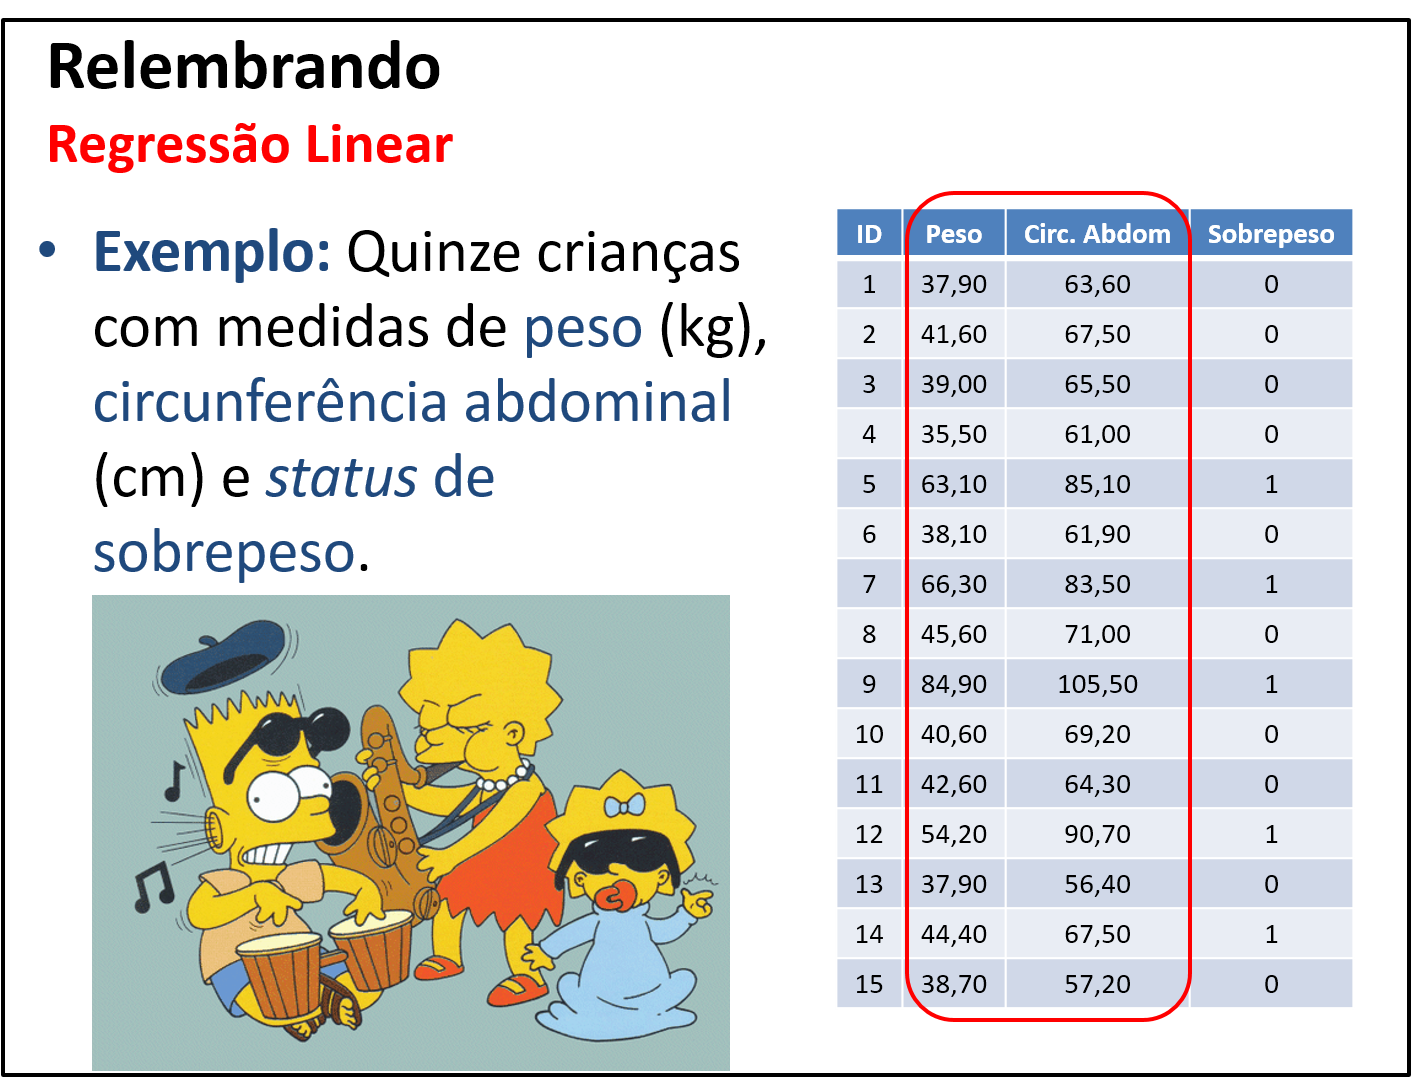 Relembrando
Regressão Linear
• Exemplo: Quinze crianças
com medidas de peso (kg),
circunferência abdominal
(cm) e status de
sobrepeso.
ID Peso Circ. Abdom Sobrepeso
1 37,90 63,60 0
2 41,60 67,50 0
3 39,00 65,50 0
4 35,50 61,00 0
5 63,10 85,10 1
6 38,10 61,90 0
7 66,30 83,50 1
8 45,60 71,00 0
9 84,90 105,50 1
10 40,60 69,20 0
11 42,60 64,30 0
12 54,20 90,70 1
13 37,90 56,40 0
14 44,40 67,50 1
15 38,70 57,20 0